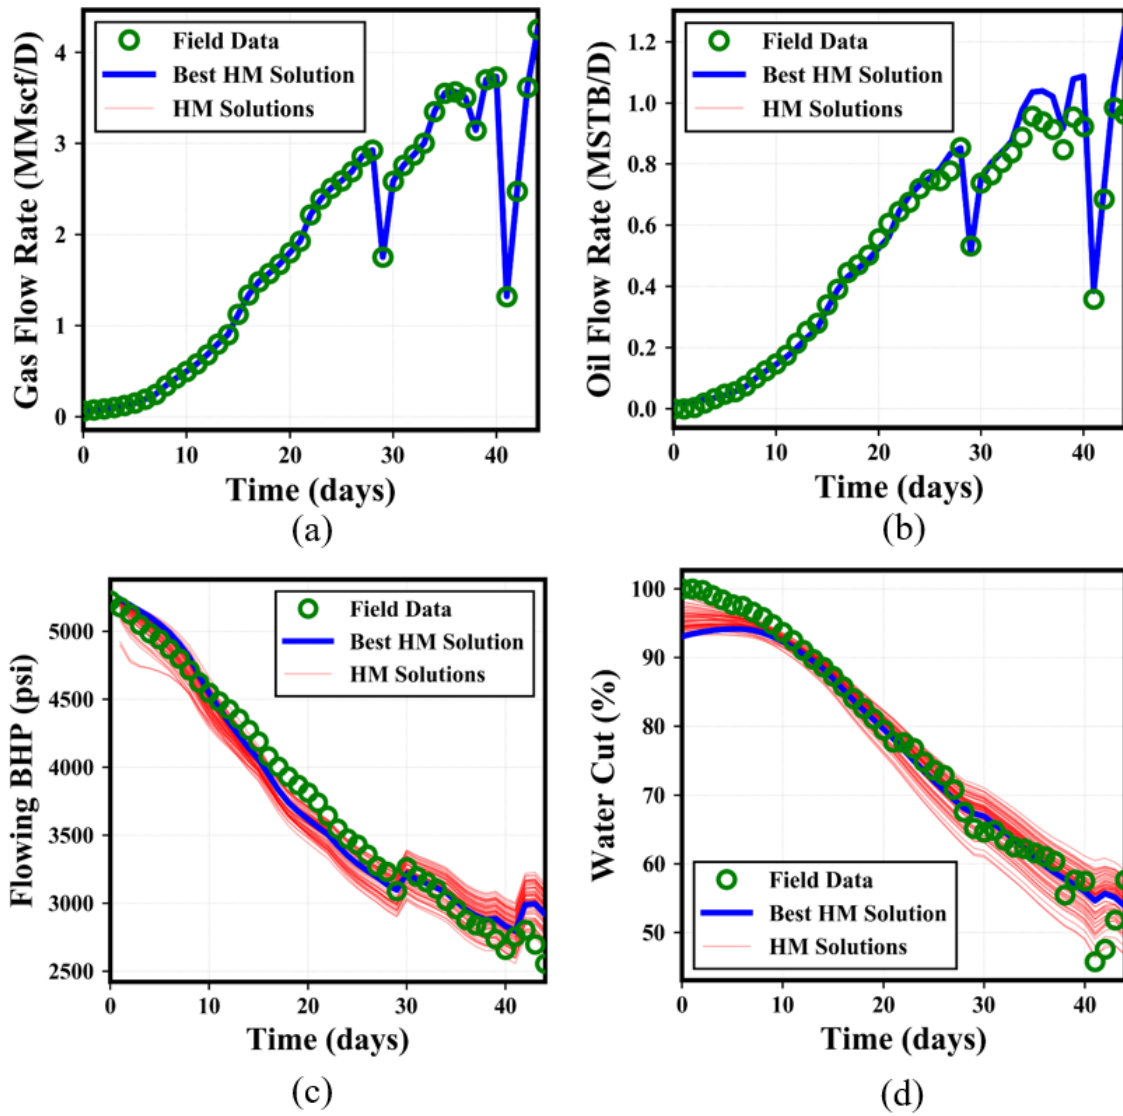 Gas Flow Rate (MMscf/D)
4
3
2
1
0
Field Data
Best HM Solution
HM Solutions
0 10 20 30 40
Time (days)
(a)
Oil Flow Rate (MSTB/D)
1.2
1.0
0.8
0.6
0.4
0.2
0.0
Field Data
Best HM Solution
HM Solutions
0 10 20 30 40
Time (days)
(b)
Flowing BHP (psi)
5000
4500
4000
3500
3000
2500
Field Data
Best HM Solution
HM Solutions
0 10 20 30 40
Time (days)
(c)
Water Cut (%)
100
90
80
70
60
50
Field Data
Best HM Solution
HM Solutions
0 10 20 30 40
Time (days)
(d)